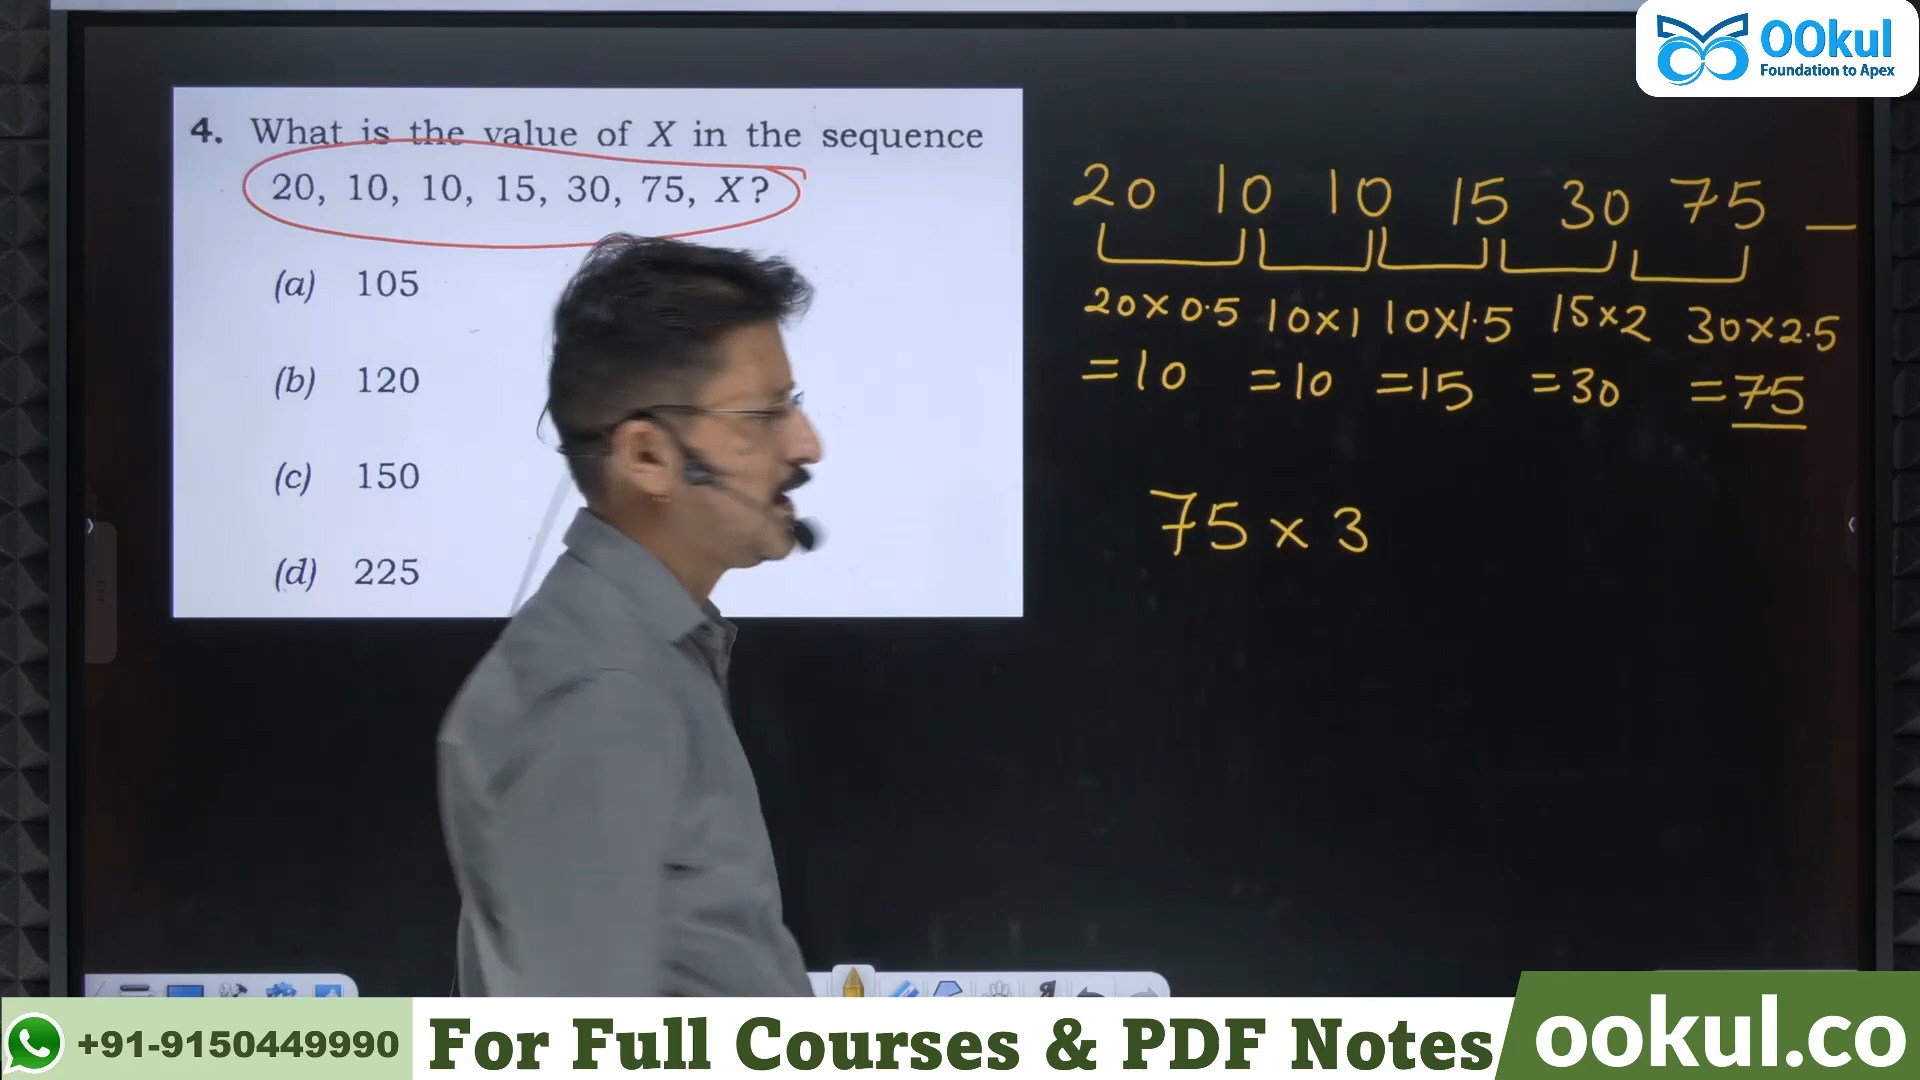 OOkul
Foundation to Apex
4. What is the value of X in the sequence
20, 10, 10, 15, 30, 75, X?
(a) 105
(b) 120
(c) 150
(d) 225
20 10 10 15 30 75 _
20×0.5 10×1 10×1.5 15×2 30×2.5
=10 =10 =15 =30 =75
75×3
+91-9150449990 For Full Courses & PDF Notes ookul.co